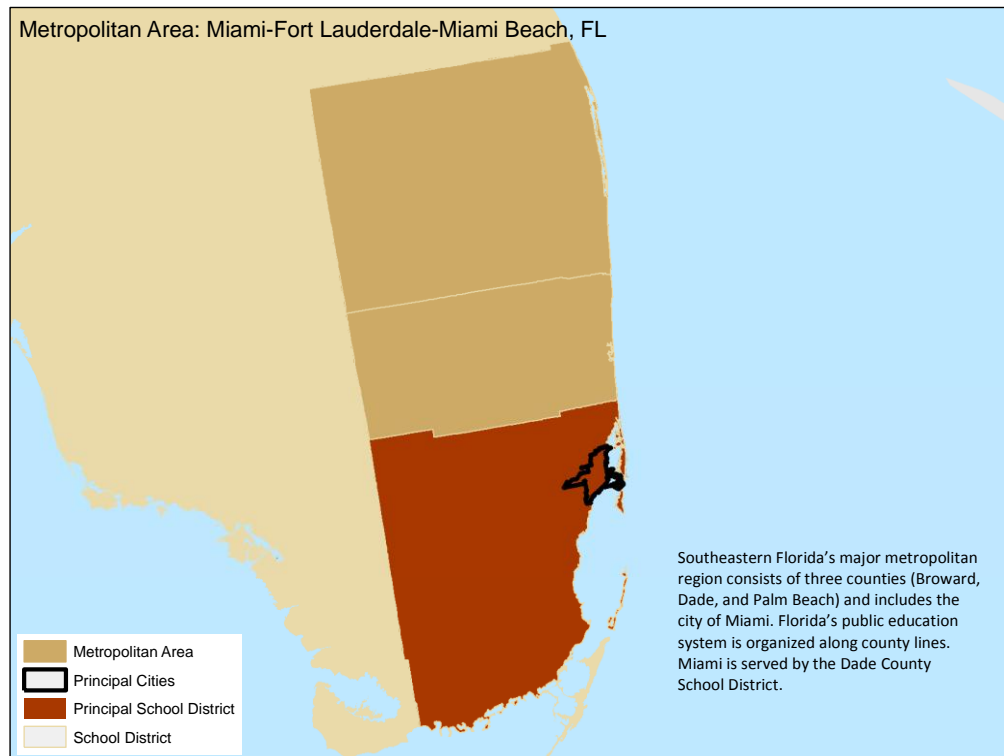 Metropolitan Area: Miami-Fort Lauderdale-Miami Beach, FL
Southeastern Florida’s major metropolitan
region consists of three counties (Broward,
Dade, and Palm Beach) and includes the
city of Miami. Florida’s public education
system is organized along county lines.
Miami is served by the Dade County
School District.
Metropolitan Area
Principal Cities
Principal School District
School District